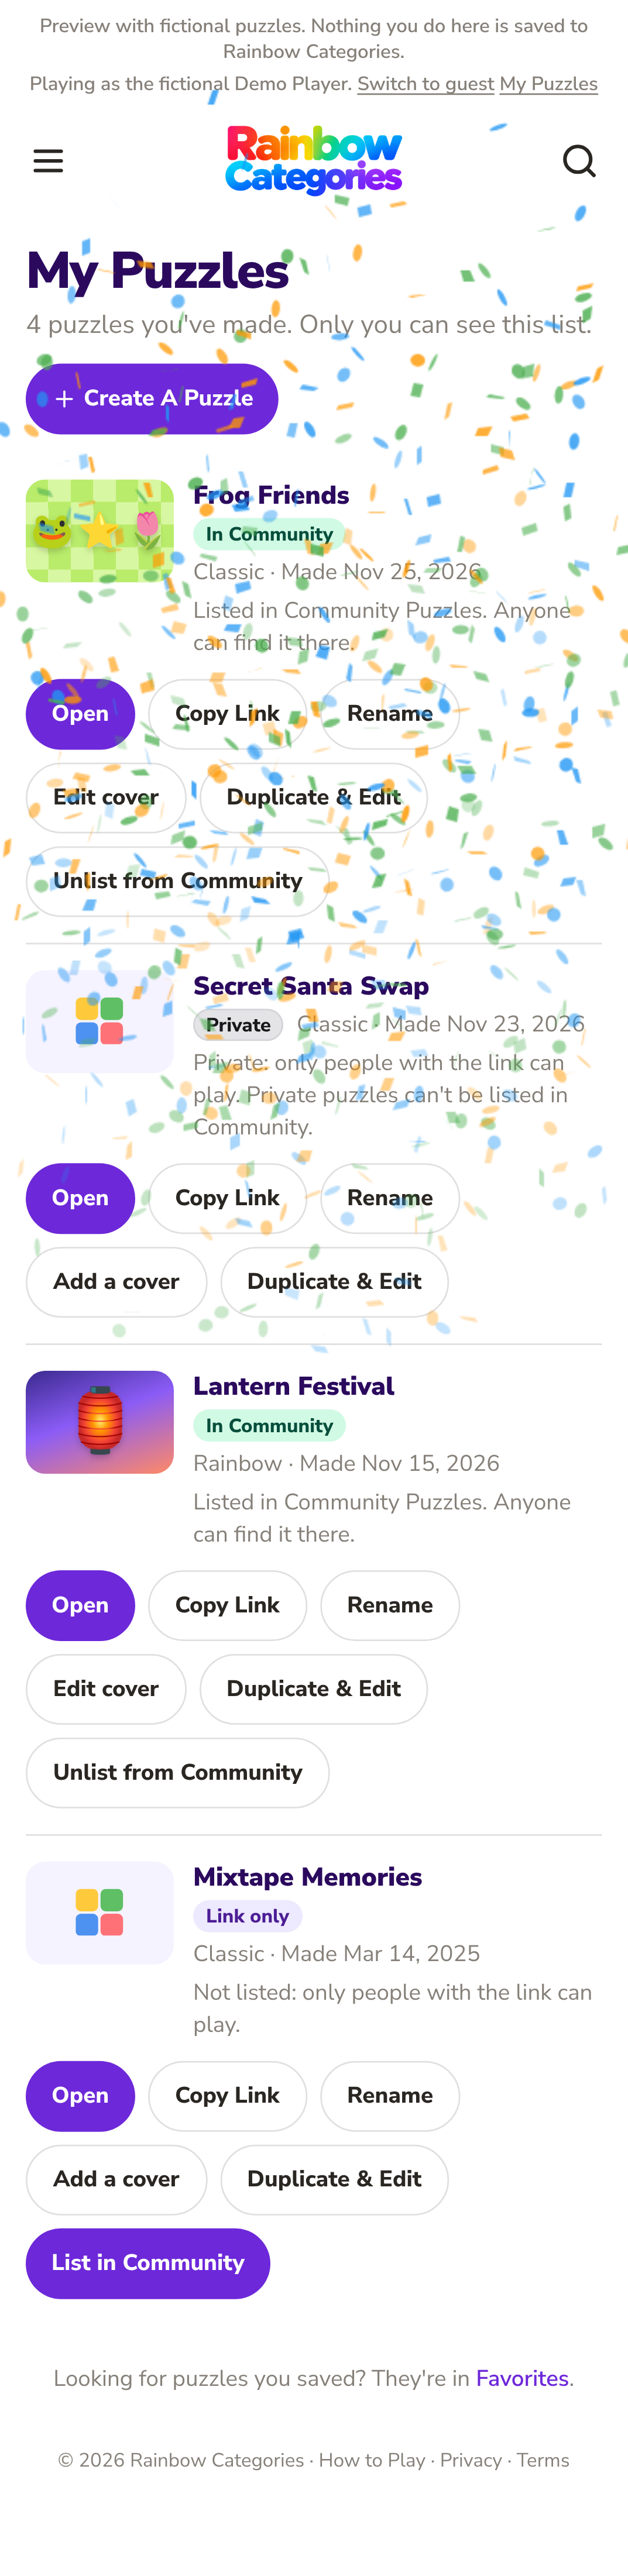 Preview with fictional puzzles. Nothing you do here is saved to
Rainbow Categories.
Playing as the fictional Demo Player. Switch to guest My Puzzles
Rainbow
Categories
My Puzzles
4 puzzles you've made. Only you can see this list.
+ Create A Puzzle
Frog Friends
In Community
Classic · Made Nov 25, 2026
Listed in Community Puzzles. Anyone
can find it there.
Open Copy Link Rename
Edit cover Duplicate & Edit
Unlist from Community
Secret Santa Swap
Private Classic · Made Nov 23, 2026
Private: only people with the link can
play. Private puzzles can't be listed in
Community.
Open Copy Link Rename
Add a cover Duplicate & Edit
Lantern Festival
In Community
Rainbow · Made Nov 15, 2026
Listed in Community Puzzles. Anyone
can find it there.
Open Copy Link Rename
Edit cover Duplicate & Edit
Unlist from Community
Mixtape Memories
Link only
Classic · Made Mar 14, 2025
Not listed: only people with the link can
play.
Open Copy Link Rename
Add a cover Duplicate & Edit
List in Community
Looking for puzzles you saved? They're in Favorites.
© 2026 Rainbow Categories · How to Play · Privacy · Terms